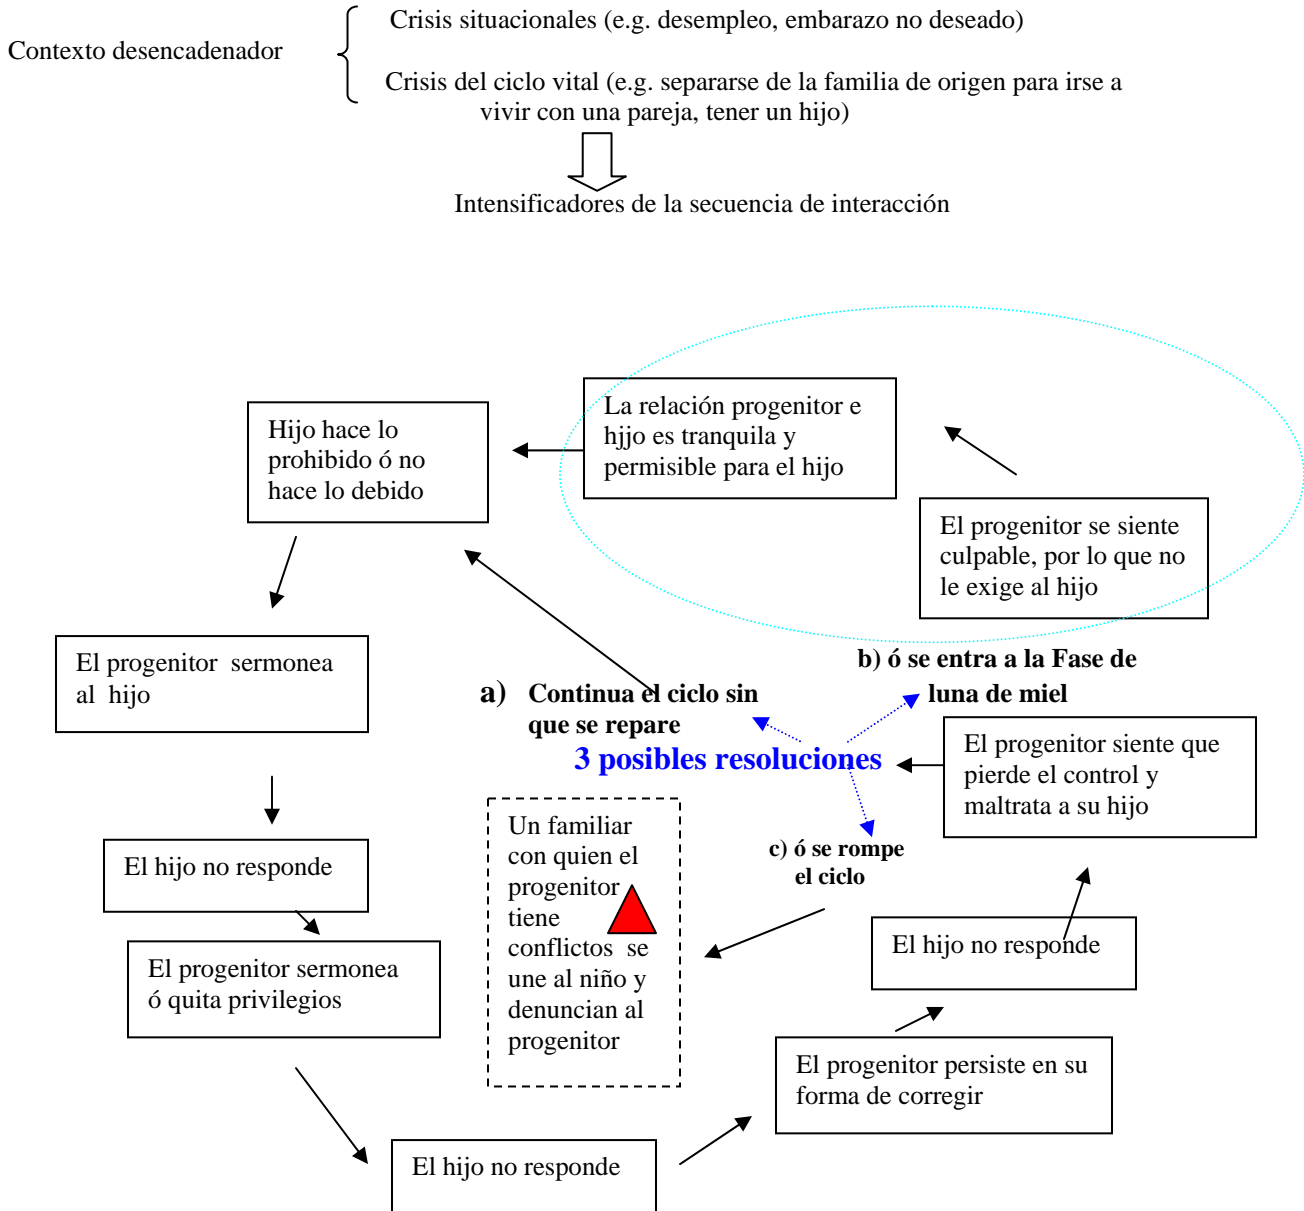 Crisis situacionales (e.g. desempleo, embarazo no deseado)
Contexto desencadenador
Crisis del ciclo vital (e.g. separarse de la familia de origen para irse a
vivir con una pareja, tener un hijo)
Intensificadores de la secuencia de interacción
La relación progenitor e
hjjo es tranquila y
permisible para el hijo
Hijo hace lo
prohibido ó no
hace lo debido
El progenitor se siente
culpable, por lo que no
le exige al hijo
El progenitor sermonea
al hijo
b) ó se entra a la Fase de
luna de miel
a) Continua el ciclo sin
que se repare
3 posibles resoluciones
El progenitor siente que
pierde el control y
maltrata a su hijo
Un familiar
con quien el
progenitor
tiene
conflictos se
une al niño y
denuncian al
progenitor
c) ó se rompe
el ciclo
El hijo no responde
El hijo no responde
El progenitor sermonea
ó quita privilegios
El progenitor persiste en su
forma de corregir
El hijo no responde